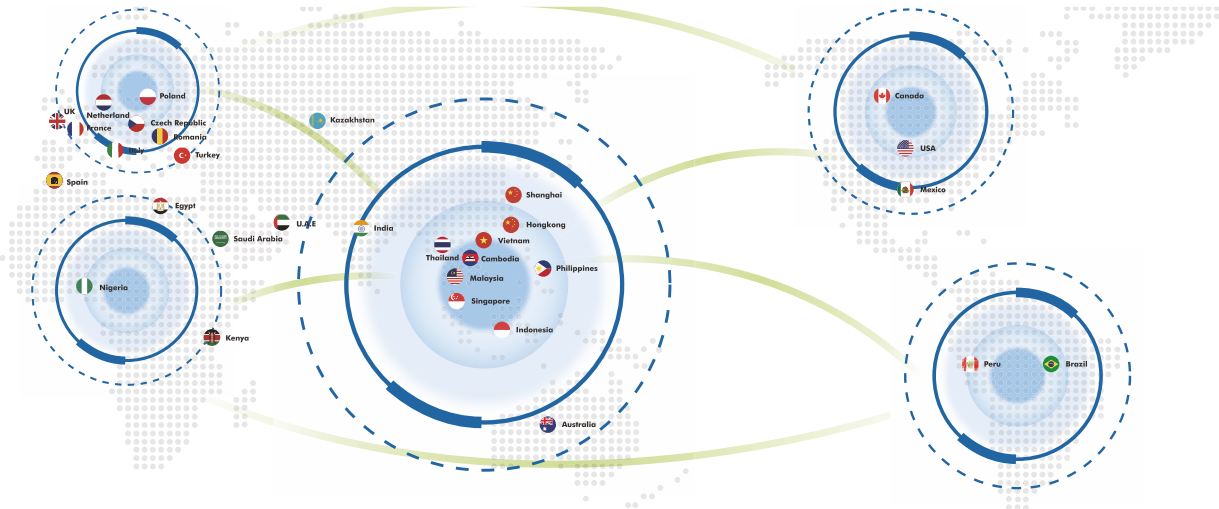 Poland
UK
Netherland
France
Czech Republic
Romania
Italy
Turkey
Spain
Kazakhstan
Egypt
U.A.E
Saudi Arabia
India
Nigeria
Kenya
Shanghai
Hongkong
Vietnam
Thailand
Cambodia
Philippines
Malaysia
Singapore
Indonesia
Australia
Canada
USA
Mexico
Peru
Brazil